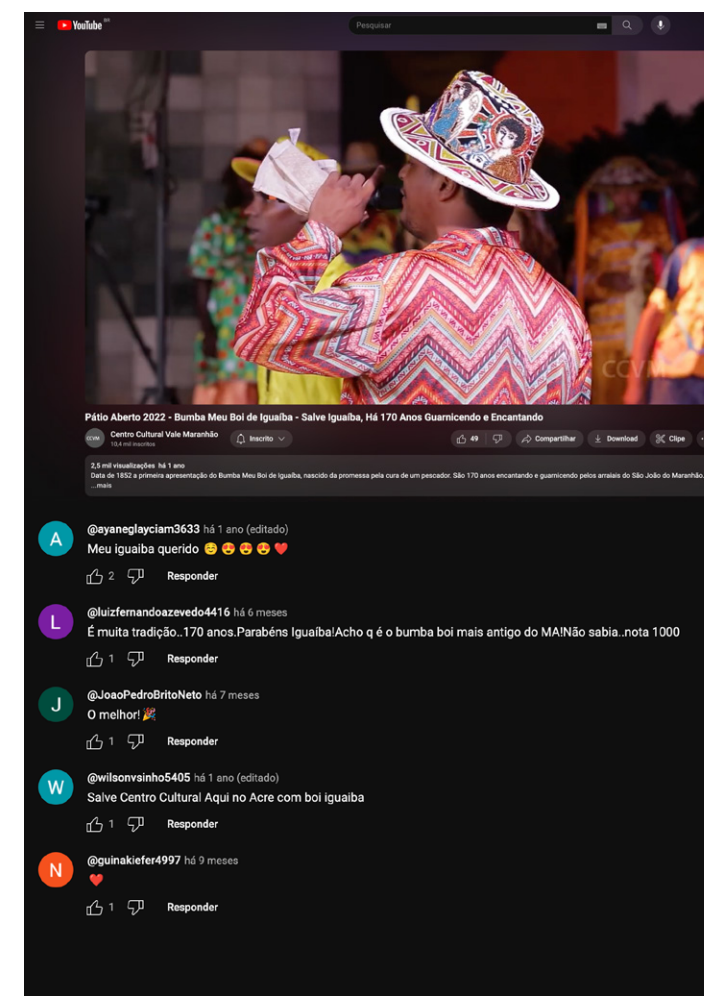 YouTube BR
Pesquisar
CCVM
Pátio Aberto 2022 - Bumba Meu Boi de Iguaíba - Salve Iguaíba, Há 170 Anos Guarnicendo e Encantando
CCVM
Centro Cultural Vale Maranhão
10,4 mil inscritos
Inscrito
49
Compartilhar
Download
Clipe
2,5 mil visualizações há 1 ano
Data de 1852 a primeira apresentação do Bumba Meu Boi de Iguaíba, nascido da promessa pela cura de um pescador. São 170 anos encantando e guarnicendo pelos arraiais do São João do Maranhão.
...mais
A
@ayaneglayciam3633 há 1 ano (editado)
Meu iguaiba querido ☺️ 😍 😍 😍 ❤️
2 Responder
L
@luizfernandoazevedo4416 há 6 meses
É muita tradição..170 anos.Parabéns Iguaíba!Acho q é o bumba boi mais antigo do MA!Não sabia..nota 1000
1 Responder
J
@JoaoPedroBritoNeto há 7 meses
O melhor! 🎉
1 Responder
W
@wilsonvsinho5405 há 1 ano (editado)
Salve Centro Cultural Aqui no Acre com boi iguaiba
1 Responder
N
@guinakiefer4997 há 9 meses
❤️
1 Responder